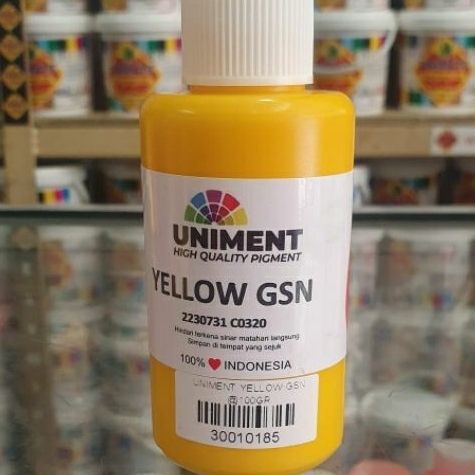 UNIMENT
HIGH QUALITY PIGMENT
YELLOW GSN
2230731 C0320
Hindari terkena sinar matahari langsung
Simpan di tempat yang sejuk
100% ❤ INDONESIA
UNIMENT YELLOW GSN
@100GR
30010185